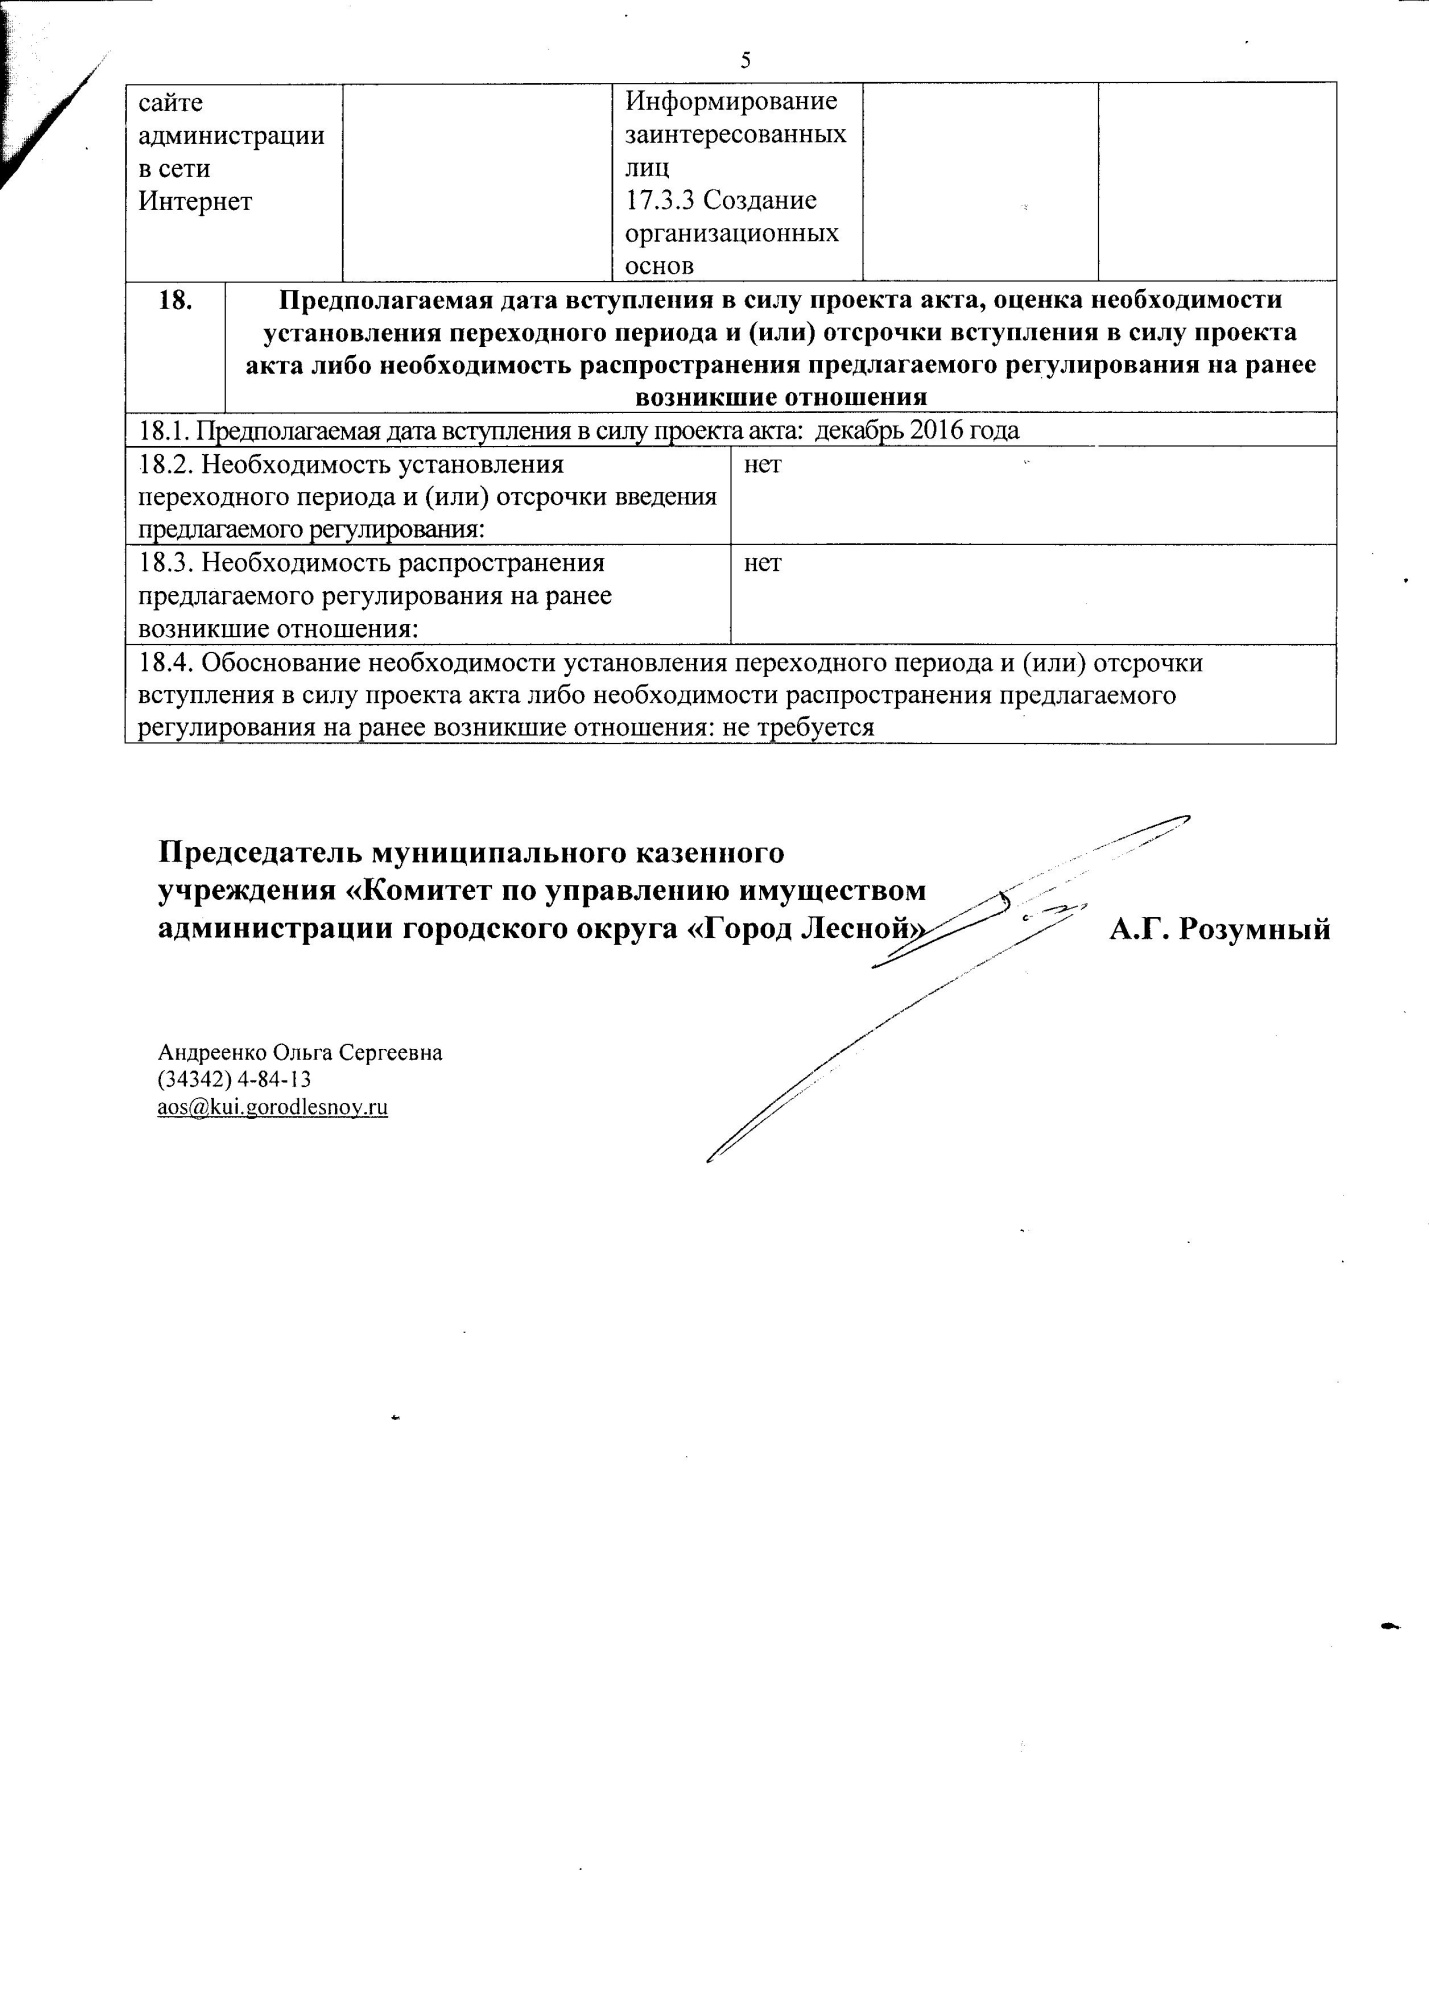 5
сайте
администрации
в сети
Интернет
Информирование
заинтересованных
лиц
17.3.3 Создание
организационных
основ
18.
Предполагаемая дата вступления в силу проекта акта, оценка необходимости
установления переходного периода и (или) отсрочки вступления в силу проекта
акта либо необходимость распространения предлагаемого регулирования на ранее
возникшие отношения
18.1. Предполагаемая дата вступления в силу проекта акта: декабрь 2016 года
18.2. Необходимость установления
переходного периода и (или) отсрочки введения
предлагаемого регулирования:
нет
18.3. Необходимость распространения
предлагаемого регулирования на ранее
возникшие отношения:
нет
18.4. Обоснование необходимости установления переходного периода и (или) отсрочки
вступления в силу проекта акта либо необходимости распространения предлагаемого
регулирования на ранее возникшие отношения: не требуется
Председатель муниципального казенного
учреждения «Комитет по управлению имуществом
администрации городского округа «Город Лесной»
А.Г. Розумный
Андреенко Ольга Сергеевна
(34342) 4-84-13
aos@kui.gorodlesnoy.ru